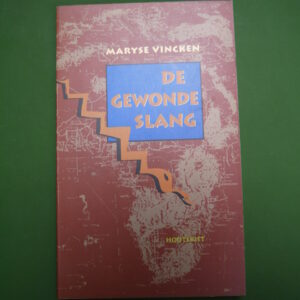 MARYSE VINCKEN
DE
GEWONDE
SLANG
HOUTEKIET